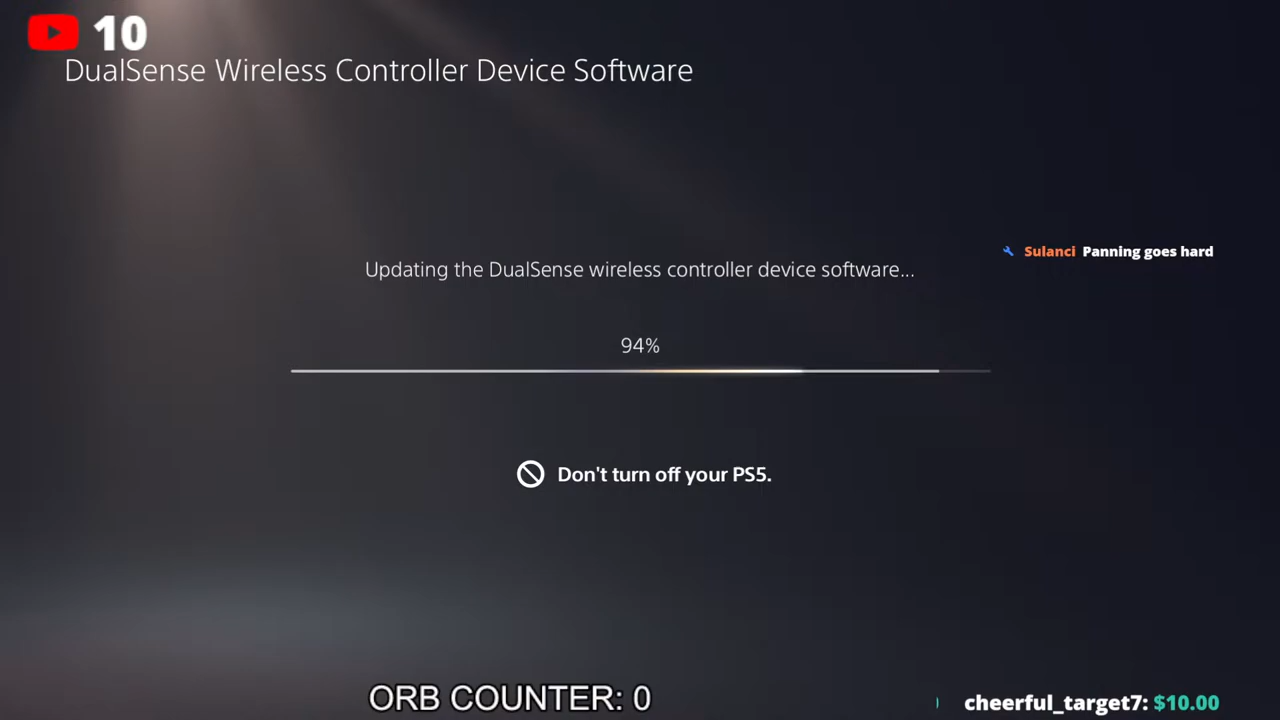 10
DualSense Wireless Controller Device Software
Sulanci Panning goes hard
Updating the DualSense wireless controller device software...
94%
Don't turn off your PS5.
ORB COUNTER: 0
cheerful_target7: $10.00